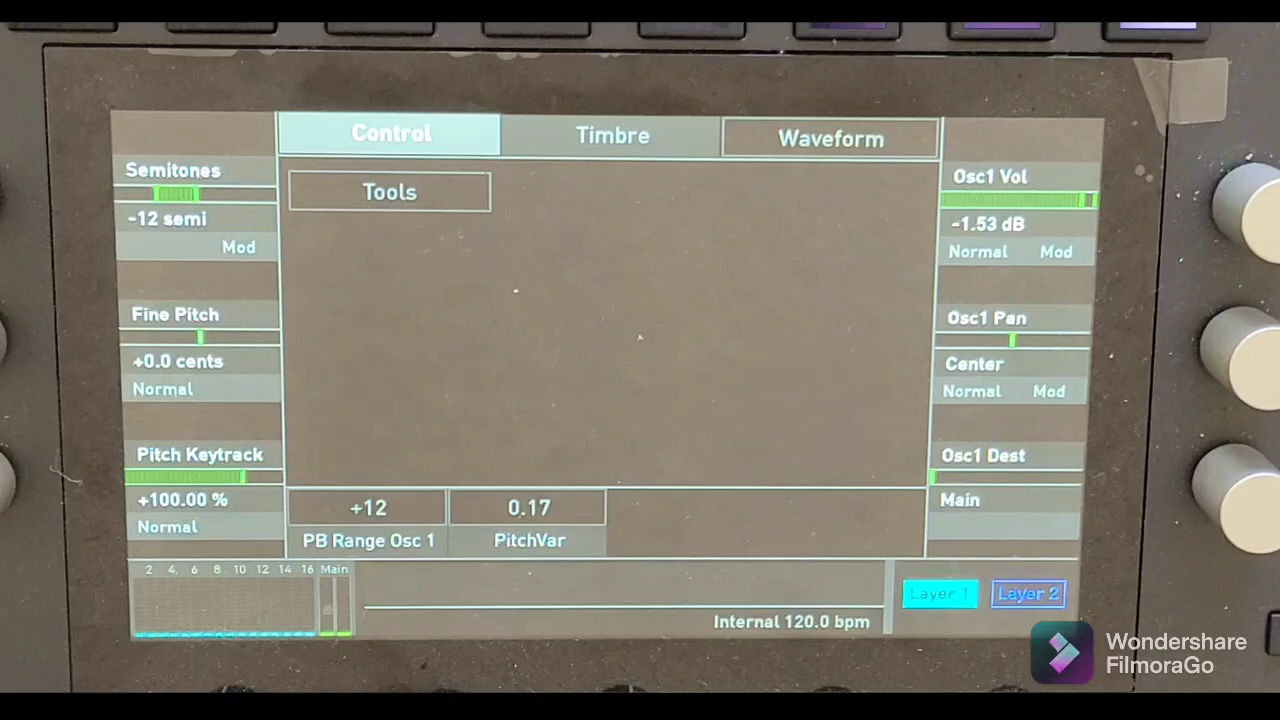 Control
Timbre
Waveform
Semitones
-12 semi
Mod
Fine Pitch
+0.0 cents
Normal
Pitch Keytrack
+100.00 %
Normal
Tools
Osc1 Vol
-1.53 dB
Normal Mod
Osc1 Pan
Center
Normal Mod
Osc1 Dest
Main
+12
PB Range Osc 1
0.17
PitchVar
2 4 6 8 10 12 14 16 Main
Internal 120.0 bpm
Layer 1
Layer 2
Wondershare
FilmoraGo